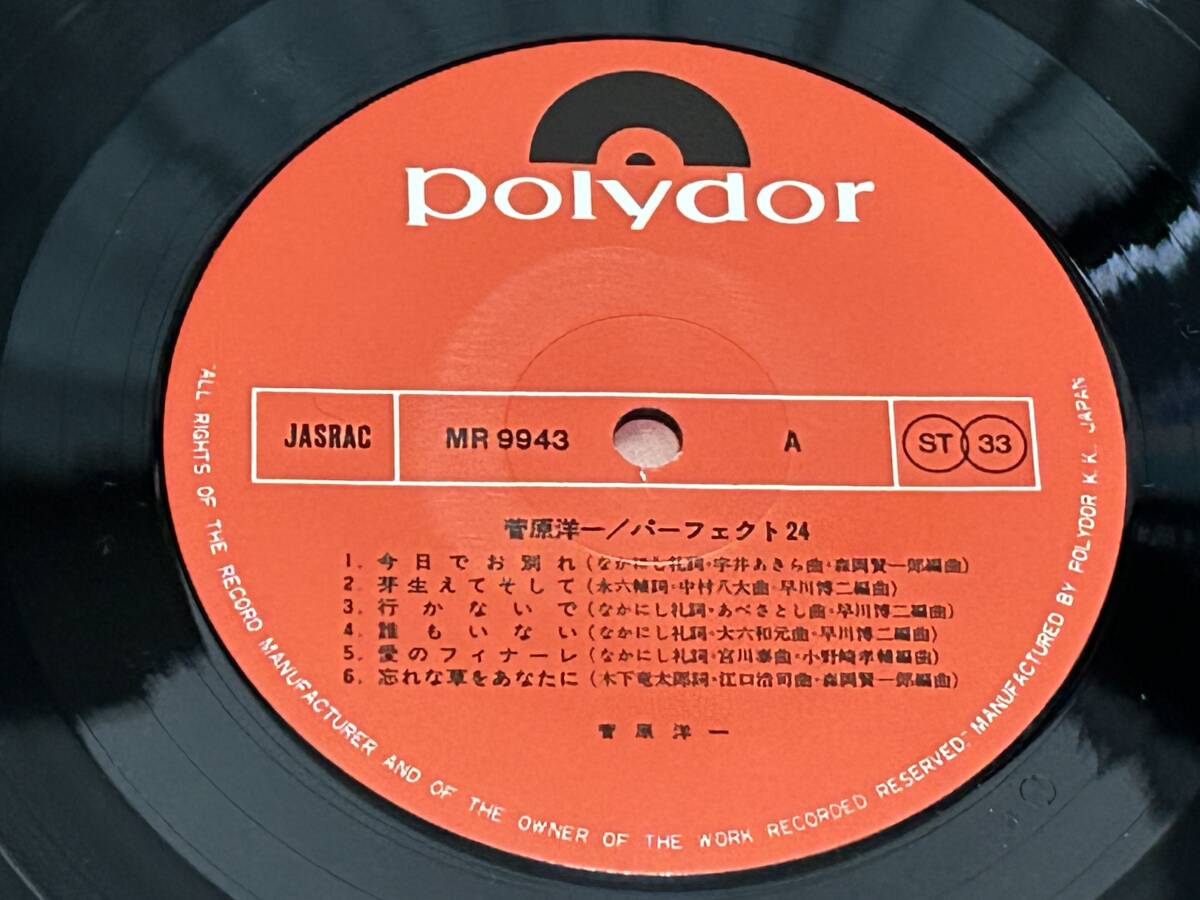 polydor
JASRAC MR 9943 A ST 33
菅原洋一/パーフェクト24
1. 今日でお別れ (なかにし礼詞・宇井あきら曲・森岡賢一郎編曲)
2. 芽生えてそして (永六輔詞・中村八大曲・早川博二編曲)
3. 行かないで (なかにし礼詞・あべさとし曲・早川博二編曲)
4. 誰もいない (なかにし礼詞・大六和元曲・早川博二編曲)
5. 愛のフィナーレ (なかにし礼詞・宮川泰曲・小野崎孝輔編曲)
6. 忘れな草をあなたに (木下竜太郎詞・江口浩司曲・森岡賢一郎編曲)
菅原洋一
"ALL RIGHTS OF THE RECORD MANUFACTURER AND OF THE OWNER OF THE WORK RECORDED RESERVED." MANUFACTURED BY POLYDOR K.K. JAPAN